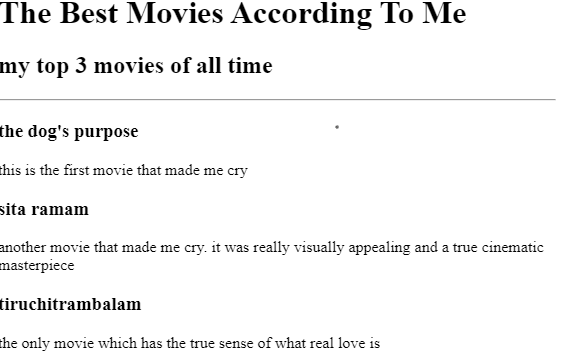 The Best Movies According To Me
my top 3 movies of all time
the dog's purpose
this is the first movie that made me cry
sita ramam
another movie that made me cry. it was really visually appealing and a true cinematic
masterpiece
tiruchitrambalam
the only movie which has the true sense of what real love is